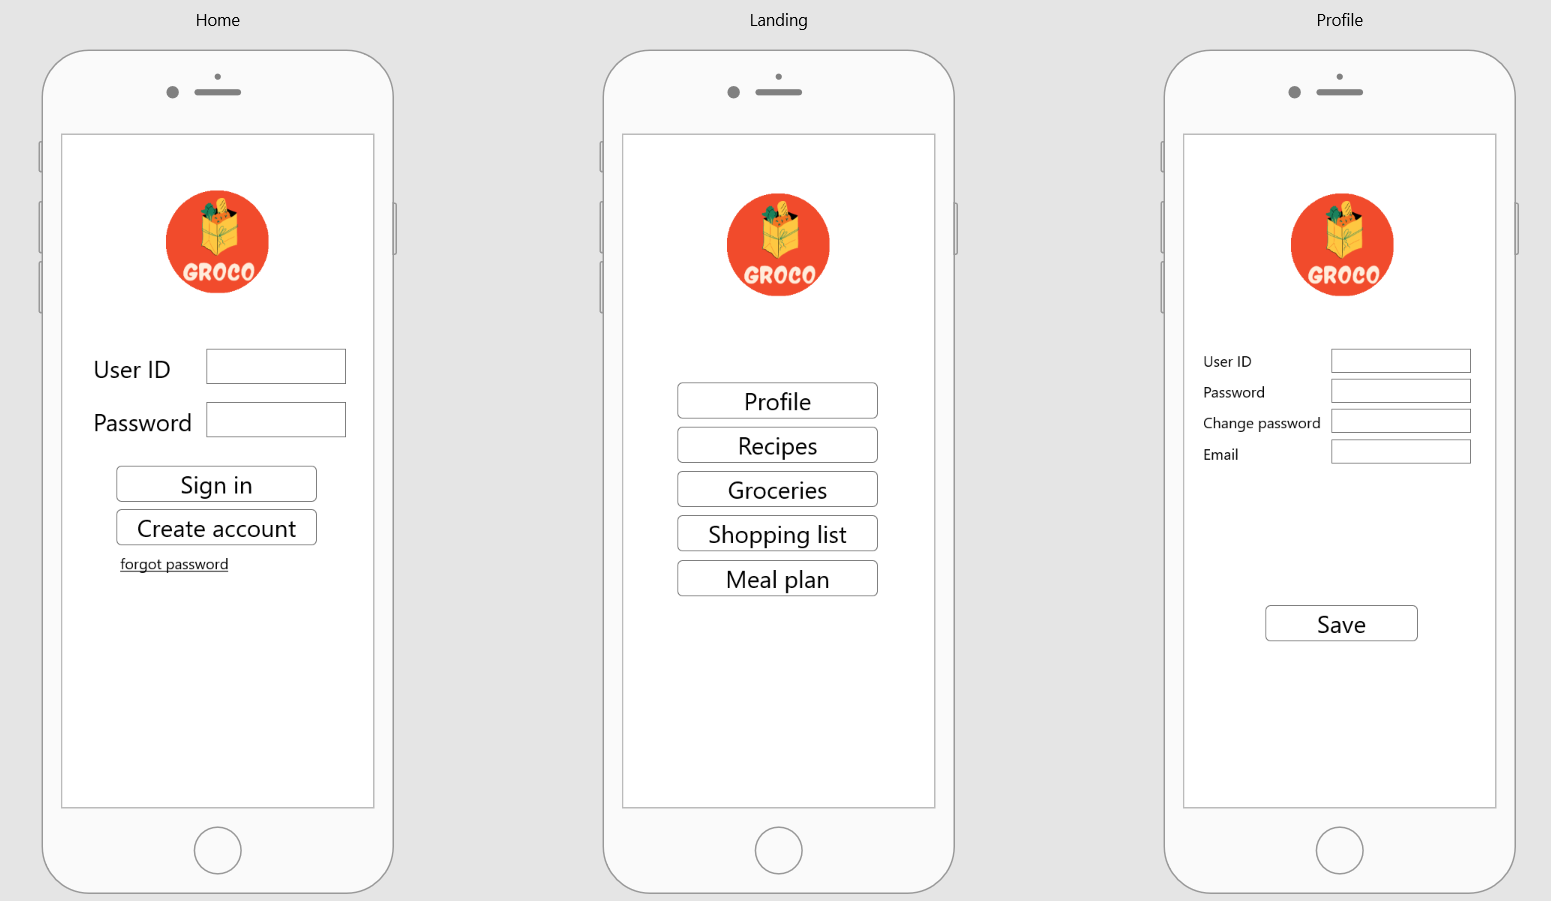 Home
GROCO
User ID
Password
Sign in
Create account
forgot password
Landing
GROCO
Profile
Recipes
Groceries
Shopping list
Meal plan
Profile
GROCO
User ID
Password
Change password
Email
Save